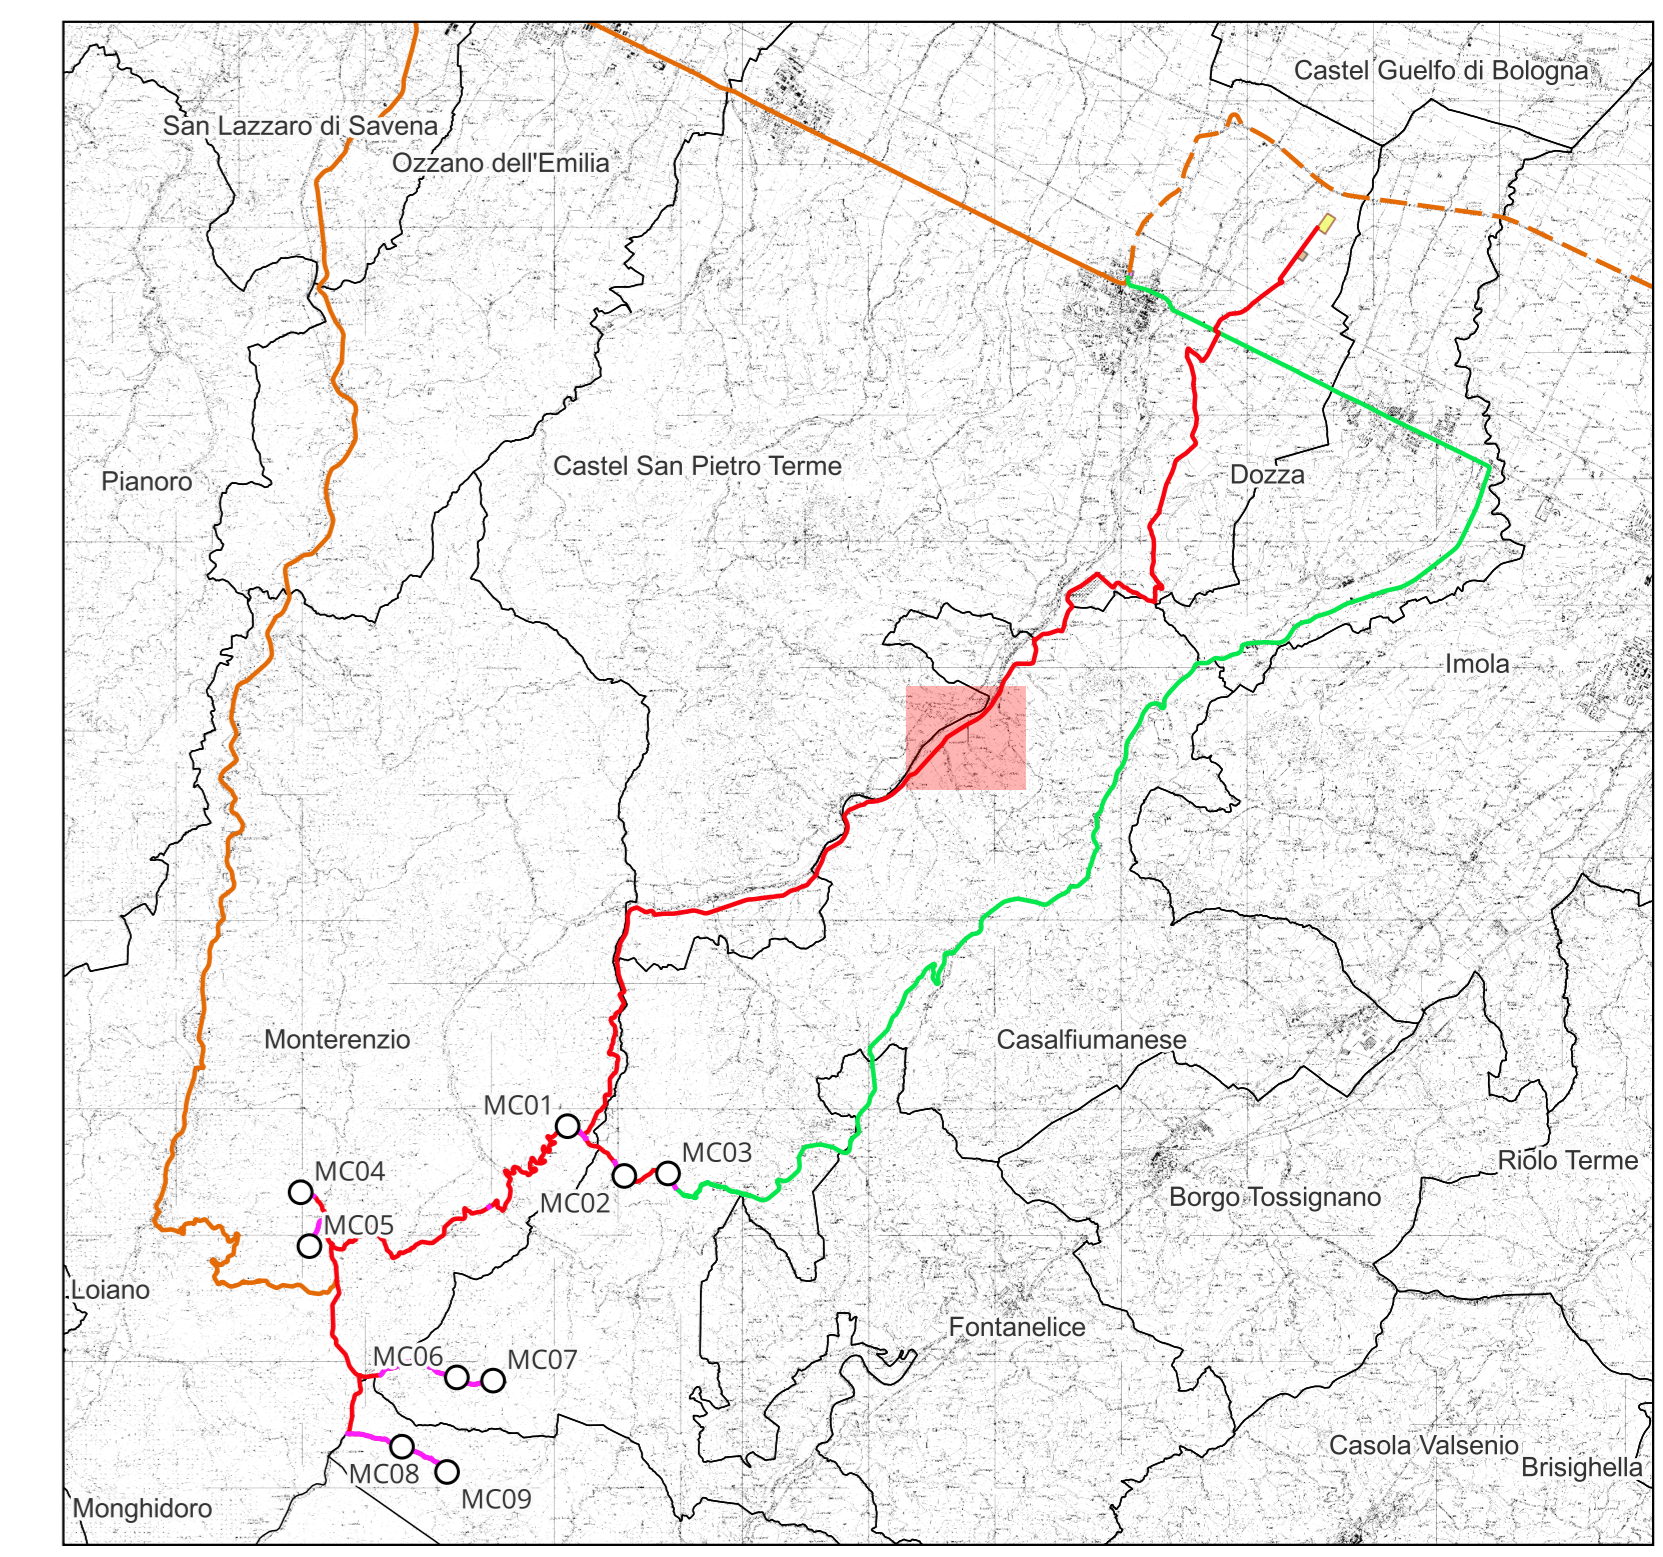 Castel Guelfo di Bologna
San Lazzaro di Savena
Ozzano dell'Emilia
Castel San Pietro Terme
Pianoro
Dozza
Imola
Monterenzio
Casalfiumanese
MC01
MC03
MC04
Riolo Terme
MC02
Borgo Tossignano
MC05
Loiano
Fontanelice
MC06
MC07
Casola Valsenio
Brisighella
MC08
MC09
Monghidoro